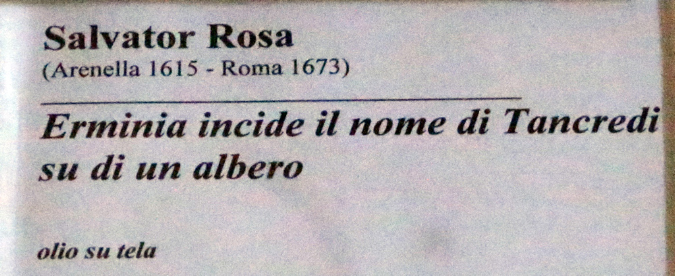 Salvator Rosa
(Arenella 1615 - Roma 1673)
Erminia incide il nome di Tancredi
su di un albero
olio su tela